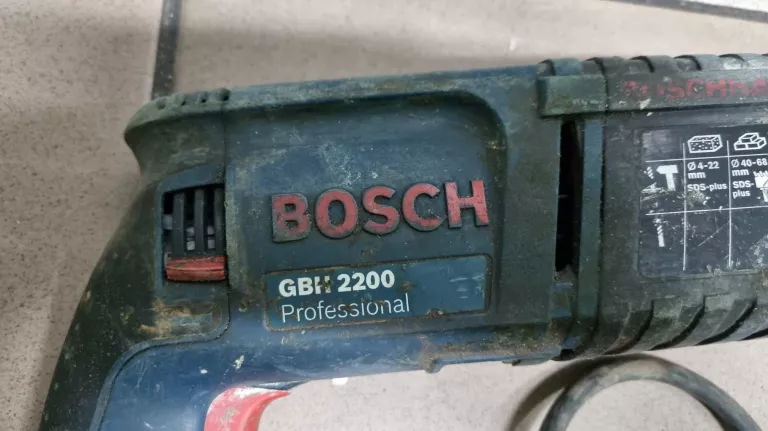 BOSCH
GBH 2200
Professional
Ø 4-22
mm
SDS-plus
Ø 40-68
mm
SDS-
plus